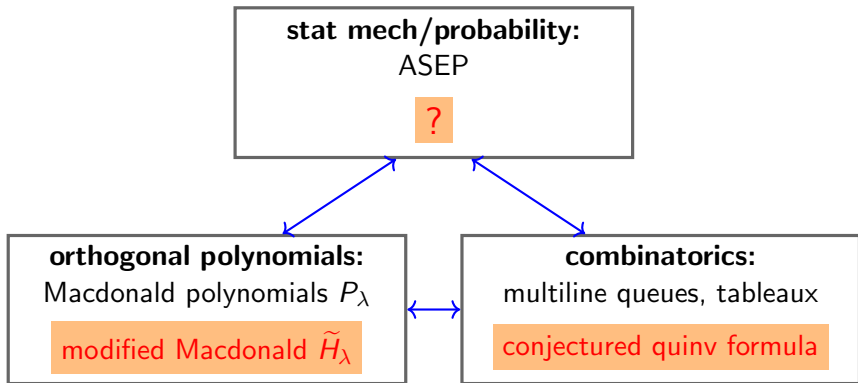 stat mech/probability:
ASEP
?
orthogonal polynomials:
Macdonald polynomials P_λ
modified Macdonald H̃_λ
combinatorics:
multiline queues, tableaux
conjectured quinv formula